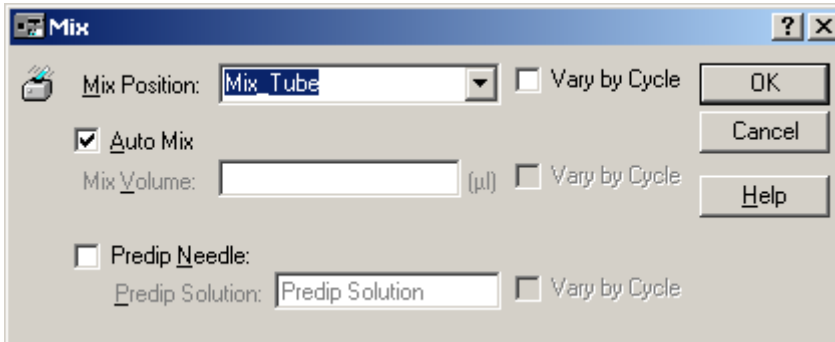 Mix
Mix Position: Mix_Tube Vary by Cycle OK
Auto Mix Cancel
Mix Volume: (µl) Vary by Cycle Help
Predip Needle:
Predip Solution: Predip Solution Vary by Cycle